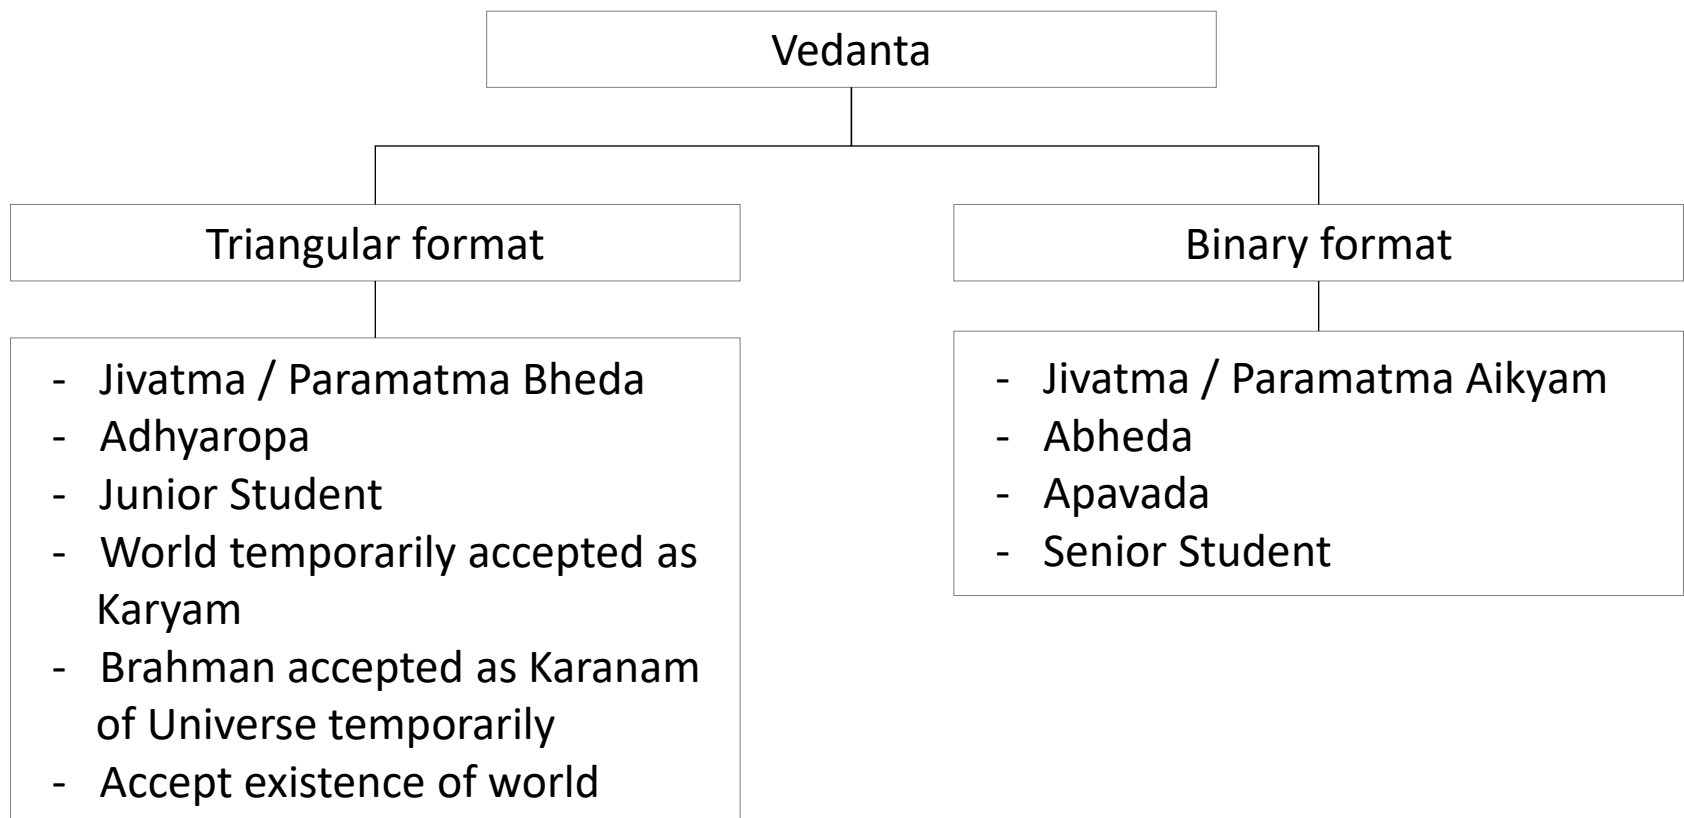 Vedanta
Triangular format
- Jivatma / Paramatma Bheda
- Adhyaropa
- Junior Student
- World temporarily accepted as
Karyam
- Brahman accepted as Karanam
of Universe temporarily
- Accept existence of world
Binary format
- Jivatma / Paramatma Aikyam
- Abheda
- Apavada
- Senior Student